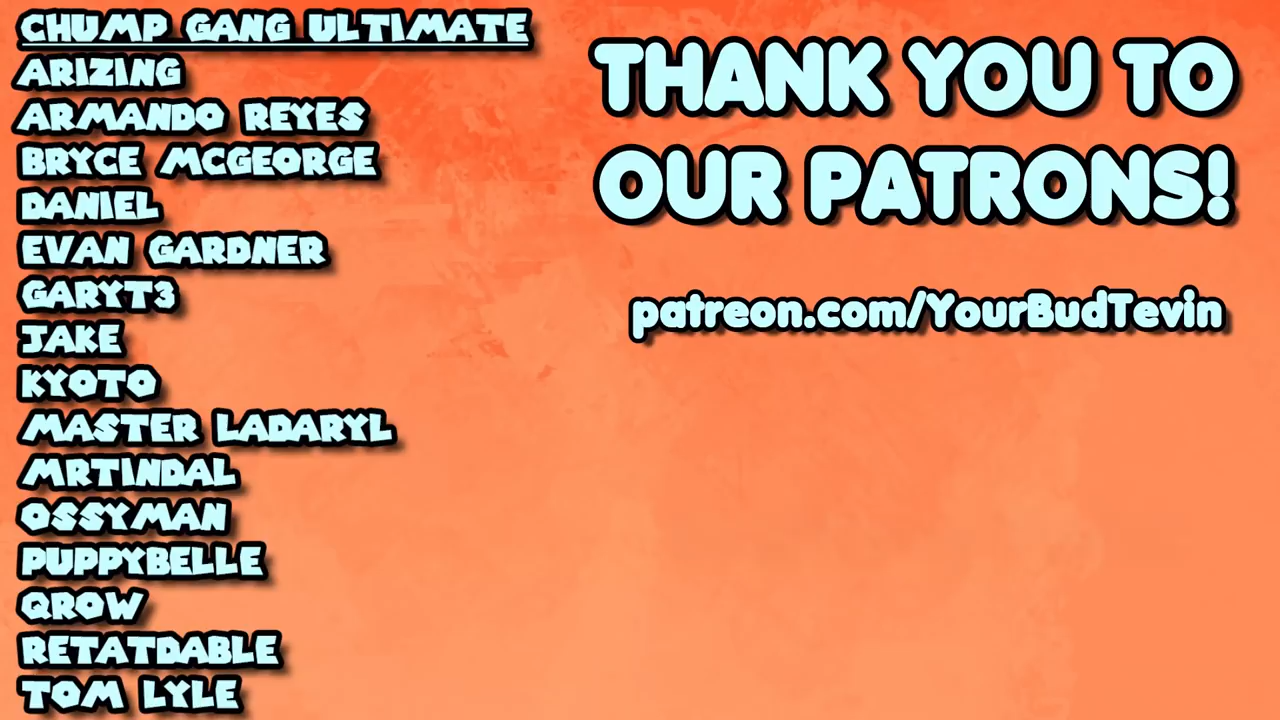 CHUMP GANG ULTIMATE
ARIZING
ARMANDO REYES
BRYCE MCGEORGE
DANIEL
EVAN GARDNER
GARYT3
JAKE
KYOTO
MASTER LADARYL
MRTINDAL
OSSYMAN
PUPPYBELLE
QROW
RETATDABLE
TOM LYLE
THANK YOU TO
OUR PATRONS!
patreon.com/YourBudTevin